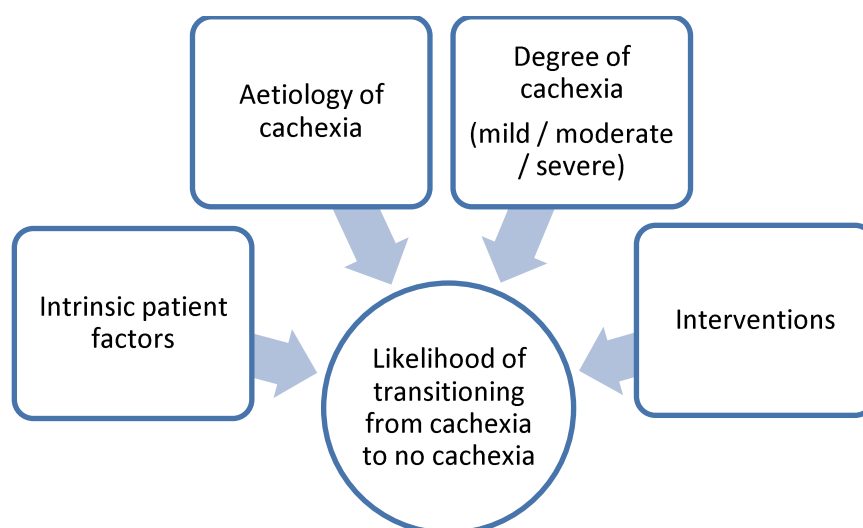 Aetiology of
cachexia
Degree of
cachexia
(mild / moderate
/ severe)
Intrinsic patient
factors
Interventions
Likelihood of
transitioning
from cachexia
to no cachexia